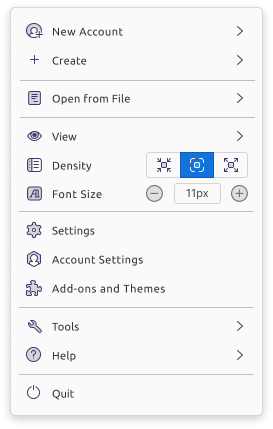 New Account
Create
Open from File
View
Density
Font Size 11px
Settings
Account Settings
Add-ons and Themes
Tools
Help
Quit